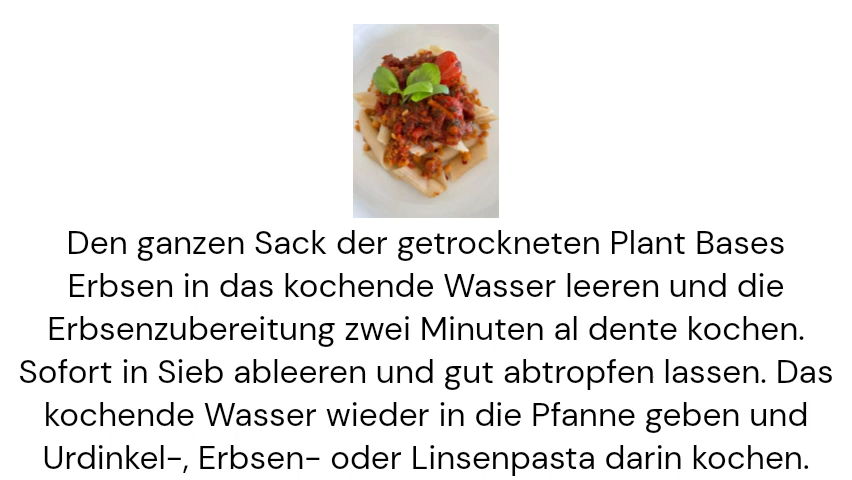 Den ganzen Sack der getrockneten Plant Bases
Erbsen in das kochende Wasser leeren und die
Erbsenzubereitung zwei Minuten al dente kochen.
Sofort in Sieb ableeren und gut abtropfen lassen. Das
kochende Wasser wieder in die Pfanne geben und
Urdinkel-, Erbsen- oder Linsenpasta darin kochen.